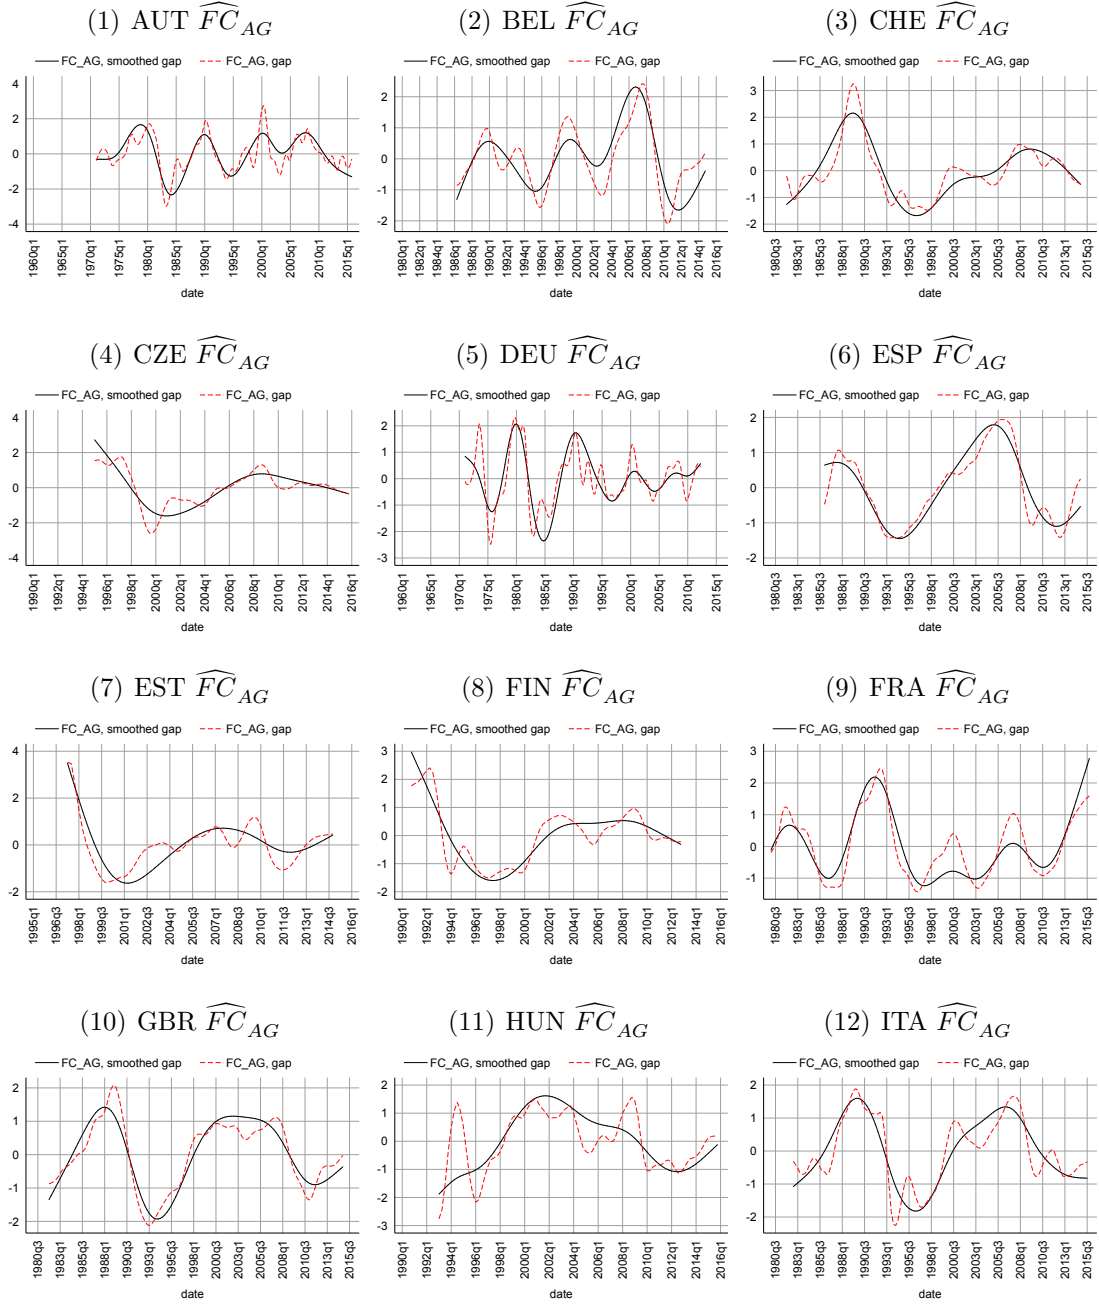 (1) AUT FC_AG
FC_AG, smoothed gap FC_AG, gap
4
2
0
-2
-4
1960q1 1965q1 1970q1 1975q1 1980q1 1985q1 1990q1 1995q1 2000q1 2005q1 2010q1 2015q1
date
(2) BEL FC_AG
FC_AG, smoothed gap FC_AG, gap
2
1
0
-1
-2
1980q1 1982q1 1984q1 1986q1 1988q1 1990q1 1992q1 1994q1 1996q1 1998q1 2000q1 2002q1 2004q1 2006q1 2008q1 2010q1 2012q1 2014q1 2016q1
date
(3) CHE FC_AG
FC_AG, smoothed gap FC_AG, gap
3
2
1
0
-1
-2
1980q3 1983q1 1985q3 1988q1 1990q3 1993q1 1995q3 1998q1 2000q3 2003q1 2005q3 2008q1 2010q3 2013q1 2015q3
date
(4) CZE FC_AG
FC_AG, smoothed gap FC_AG, gap
4
2
0
-2
-4
1990q1 1992q1 1994q1 1996q1 1998q1 2000q1 2002q1 2004q1 2006q1 2008q1 2010q1 2012q1 2014q1 2016q1
date
(5) DEU FC_AG
FC_AG, smoothed gap FC_AG, gap
2
1
0
-1
-2
-3
1960q1 1965q1 1970q1 1975q1 1980q1 1985q1 1990q1 1995q1 2000q1 2005q1 2010q1 2015q1
date
(6) ESP FC_AG
FC_AG, smoothed gap FC_AG, gap
2
1
0
-1
-2
1980q3 1983q1 1985q3 1988q1 1990q3 1993q1 1995q3 1998q1 2000q3 2003q1 2005q3 2008q1 2010q3 2013q1 2015q3
date
(7) EST FC_AG
FC_AG, smoothed gap FC_AG, gap
4
2
0
-2
1995q1 1996q3 1998q1 1999q3 2001q1 2002q3 2004q1 2005q3 2007q1 2008q3 2010q1 2011q3 2013q1 2014q3 2016q1
date
(8) FIN FC_AG
FC_AG, smoothed gap FC_AG, gap
3
2
1
0
-1
-2
1990q1 1992q1 1994q1 1996q1 1998q1 2000q1 2002q1 2004q1 2006q1 2008q1 2010q1 2012q1 2014q1 2016q1
date
(9) FRA FC_AG
FC_AG, smoothed gap FC_AG, gap
3
2
1
0
-1
1980q3 1983q1 1985q3 1988q1 1990q3 1993q1 1995q3 1998q1 2000q3 2003q1 2005q3 2008q1 2010q3 2013q1 2015q3
date
(10) GBR FC_AG
FC_AG, smoothed gap FC_AG, gap
2
1
0
-1
-2
1980q3 1983q1 1985q3 1988q1 1990q3 1993q1 1995q3 1998q1 2000q3 2003q1 2005q3 2008q1 2010q3 2013q1 2015q3
date
(11) HUN FC_AG
FC_AG, smoothed gap FC_AG, gap
2
1
0
-1
-2
-3
1990q1 1992q1 1994q1 1996q1 1998q1 2000q1 2002q1 2004q1 2006q1 2008q1 2010q1 2012q1 2014q1 2016q1
date
(12) ITA FC_AG
FC_AG, smoothed gap FC_AG, gap
2
1
0
-1
-2
1980q3 1983q1 1985q3 1988q1 1990q3 1993q1 1995q3 1998q1 2000q3 2003q1 2005q3 2008q1 2010q3 2013q1 2015q3
date